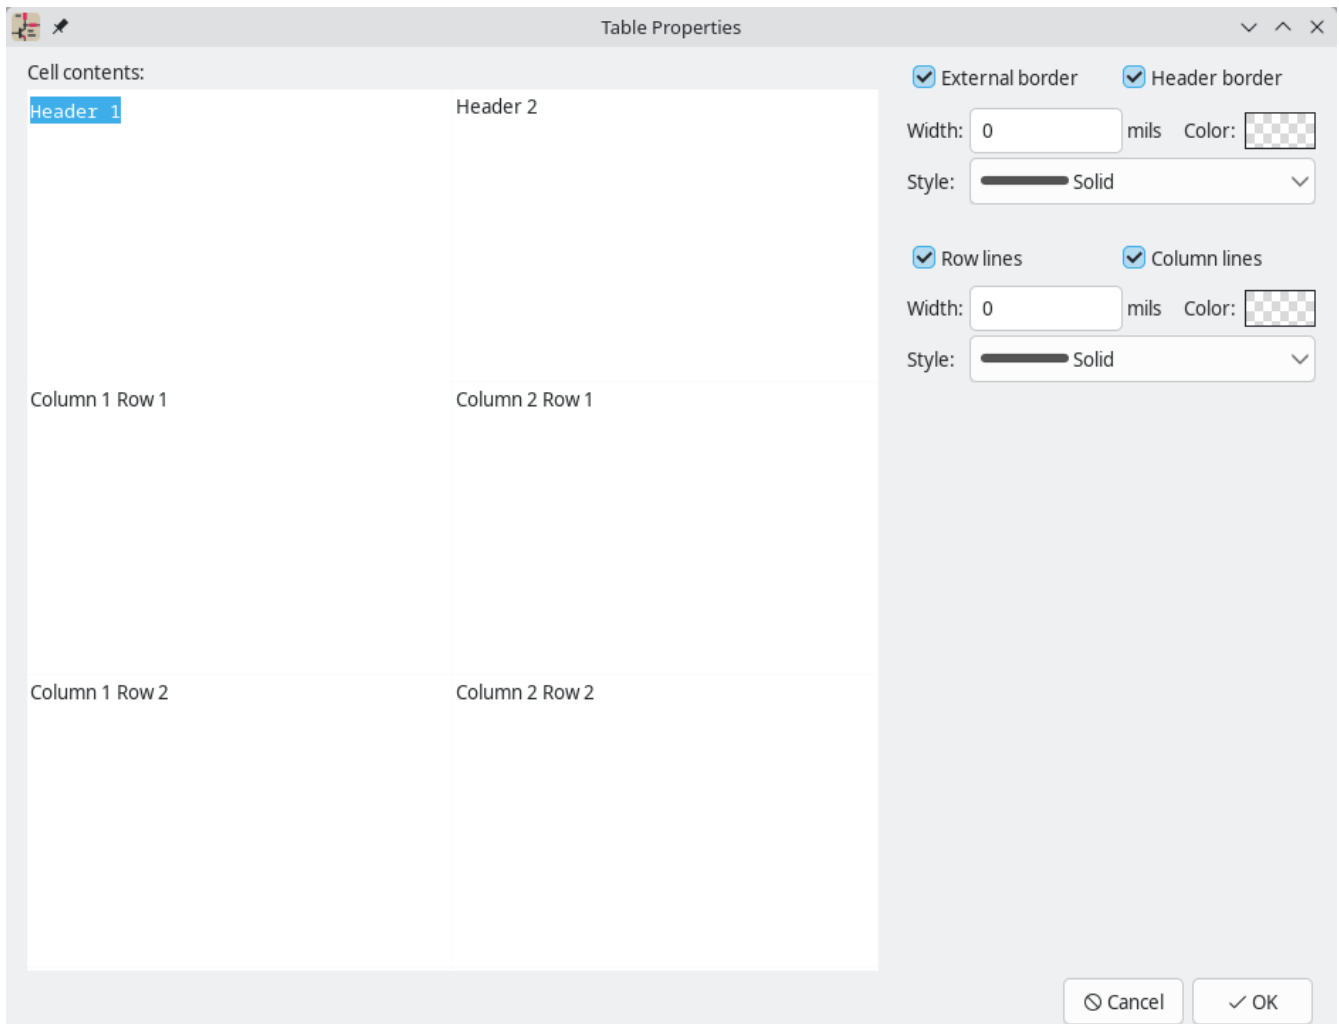 Table Properties
Cell contents:
Header 1 Header 2
Column 1 Row 1 Column 2 Row 1
Column 1 Row 2 Column 2 Row 2
External border Header border
Width: 0 mils Color:
Style: Solid
Row lines Column lines
Width: 0 mils Color:
Style: Solid
Cancel OK